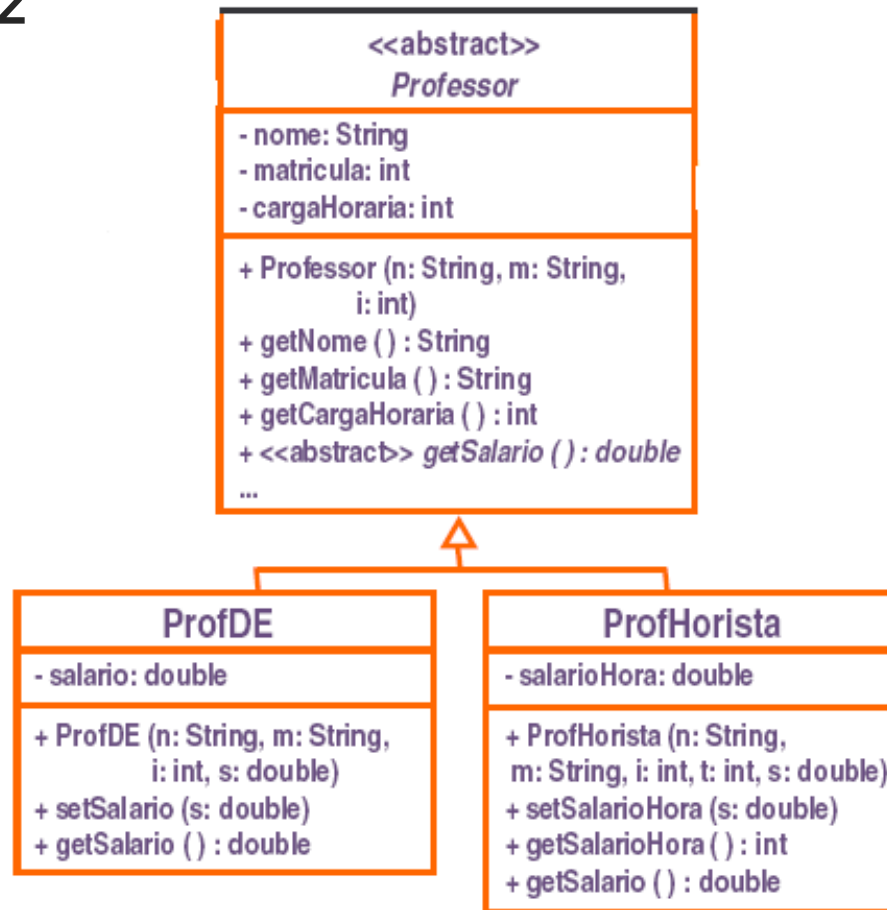 2
<<abstract>>
Professor
- nome: String
- matricula: int
- cargaHoraria: int
+ Professor (n: String, m: String,
i: int)
+ getNome ( ) : String
+ getMatricula ( ) : String
+ getCargaHoraria ( ) : int
+ <<abstract>> getSalario ( ) : double
...
ProfDE
- salario: double
+ ProfDE (n: String, m: String,
i: int, s: double)
+ setSalario (s: double)
+ getSalario ( ) : double
ProfHorista
- salarioHora: double
+ ProfHorista (n: String,
m: String, i: int, t: int, s: double)
+ setSalarioHora (s: double)
+ getSalarioHora ( ) : int
+ getSalario ( ) : double